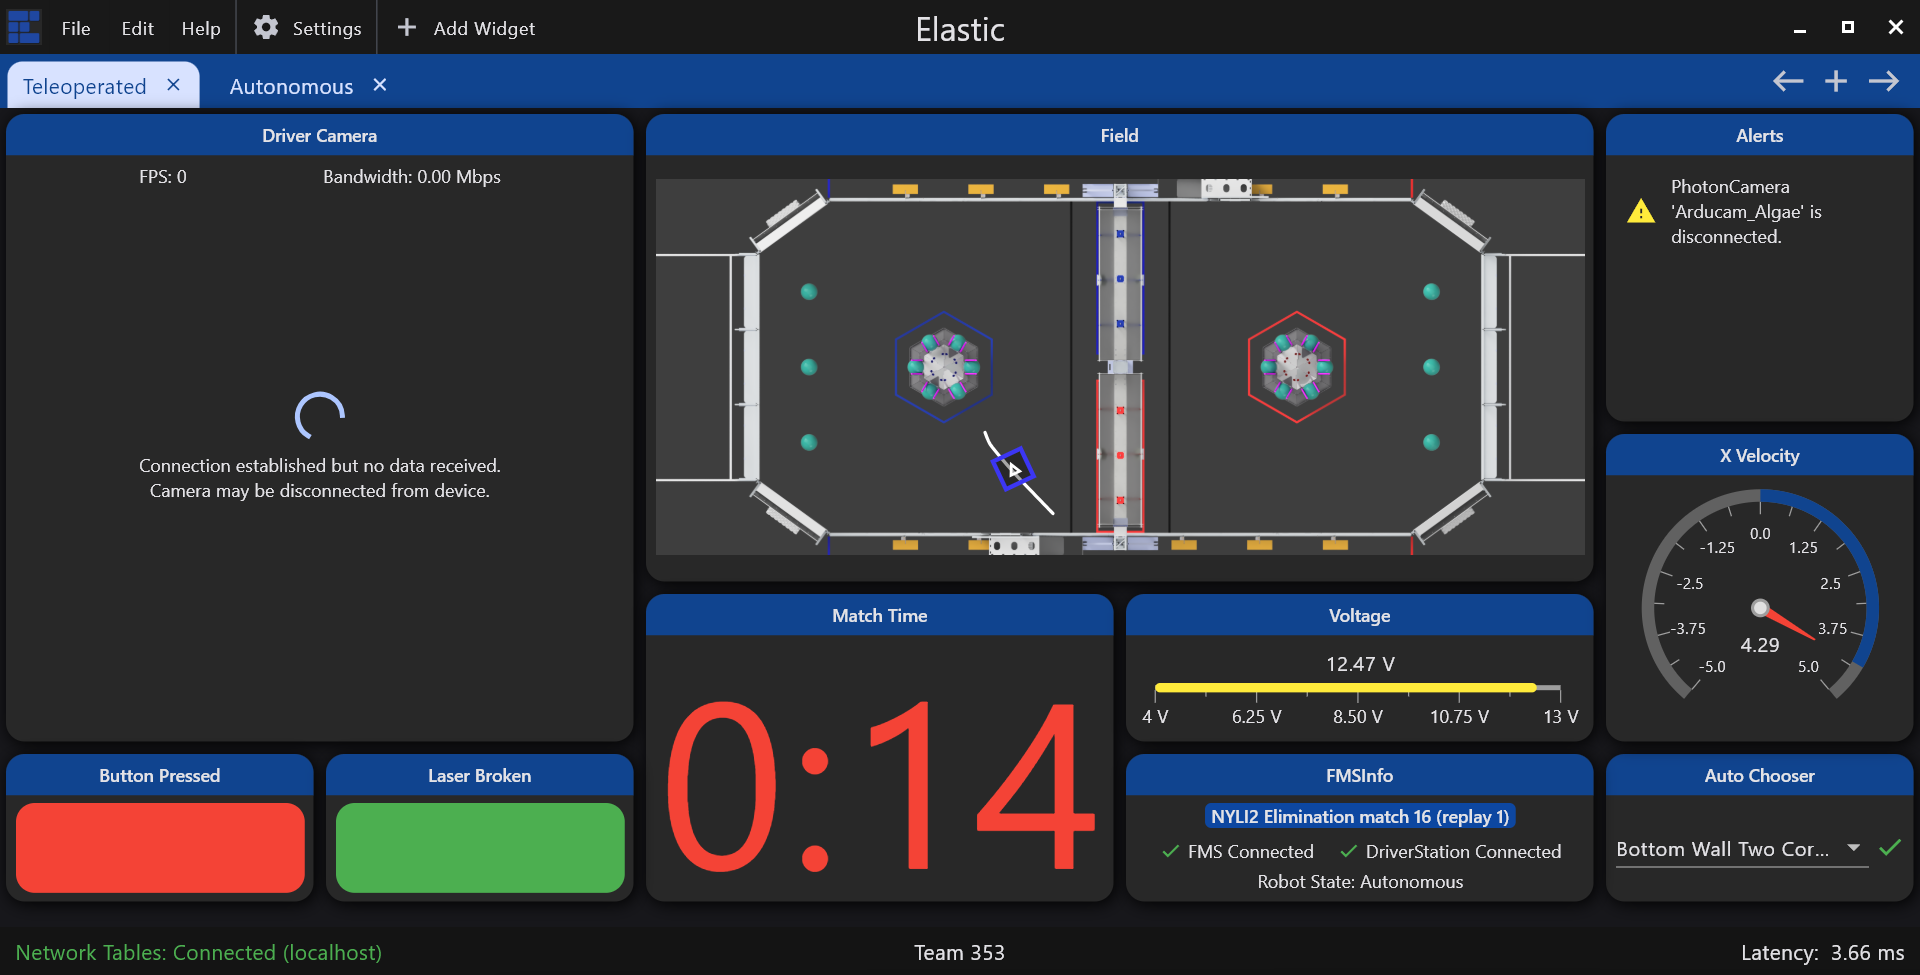 File Edit Help Settings Add Widget Elastic
Teleoperated Autonomous
Driver Camera
FPS: 0 Bandwidth: 0.00 Mbps
Connection established but no data received.
Camera may be disconnected from device.
Field
Alerts
PhotonCamera
'Arducam_Algae' is
disconnected.
X Velocity
0.0
-1.25 1.25
-2.5 2.5
-3.75 3.75
4.29
-5.0 5.0
Button Pressed
Laser Broken
Match Time
0:14
Voltage
12.47 V
4 V 6.25 V 8.50 V 10.75 V 13 V
FMSInfo
NYLI2 Elimination match 16 (replay 1)
FMS Connected DriverStation Connected
Robot State: Autonomous
Auto Chooser
Bottom Wall Two Cor...
Network Tables: Connected (localhost) Team 353 Latency: 3.66 ms